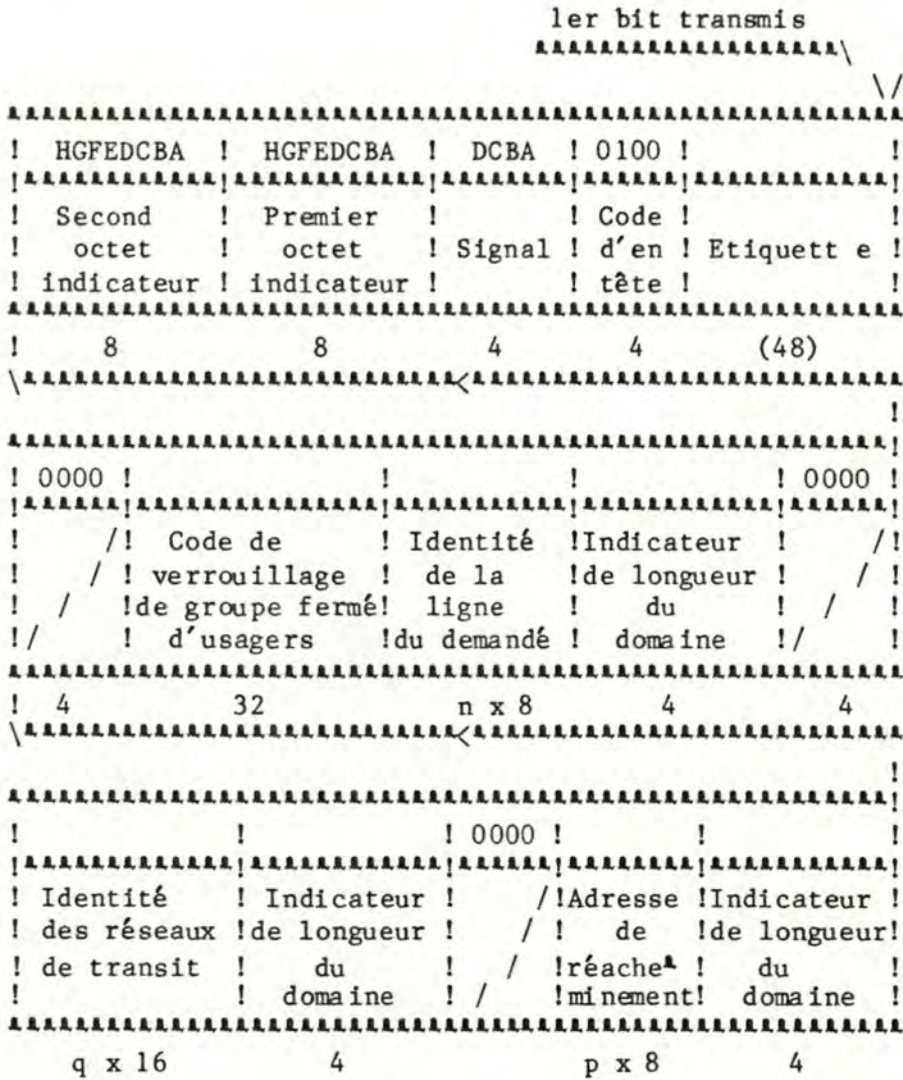 1er bit transmis
! HGFEDCBA ! HGFEDCBA ! DCBA ! 0100 ! !
! Second ! Premier ! ! Code ! !
! octet ! octet ! Signal ! d'en ! Etiquett e !
! indicateur ! indicateur ! ! tête ! !
! 8 8 4 4 (48)
! 0000 ! ! ! ! 0000 !
! /! Code de ! Identité !Indicateur ! /!
! / ! verrouillage ! de la !de longueur ! / !
! / !de groupe fermé! ligne ! du ! / !
!/ ! d'usagers !du demandé ! domaine !/ !
! 4 32 n x 8 4 4
! ! ! 0000 ! ! !
! Identité ! Indicateur ! /!Adresse !Indicateur !
! des réseaux !de longueur ! / ! de !de longueur!
! de transit ! du ! / !réache- ! du !
! ! domaine ! / !minement! domaine !
q x 16 4 p x 8 4